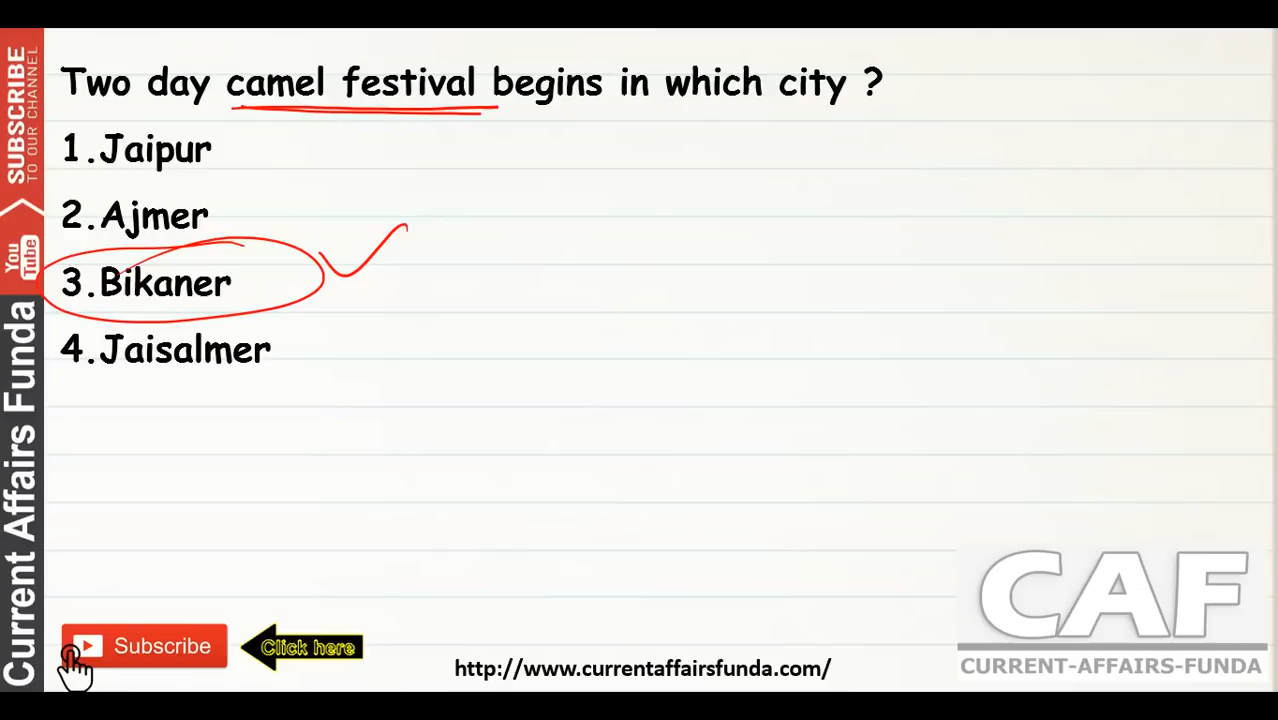 Two day camel festival begins in which city ?
1.Jaipur
2.Ajmer
3.Bikaner
4.Jaisalmer
SUBSCRIBE
TO OUR CHANNEL
You
Tube
Current Affairs Funda
Subscribe
Click here
http://www.currentaffairsfunda.com/
CAF
CURRENT-AFFAIRS-FUNDA